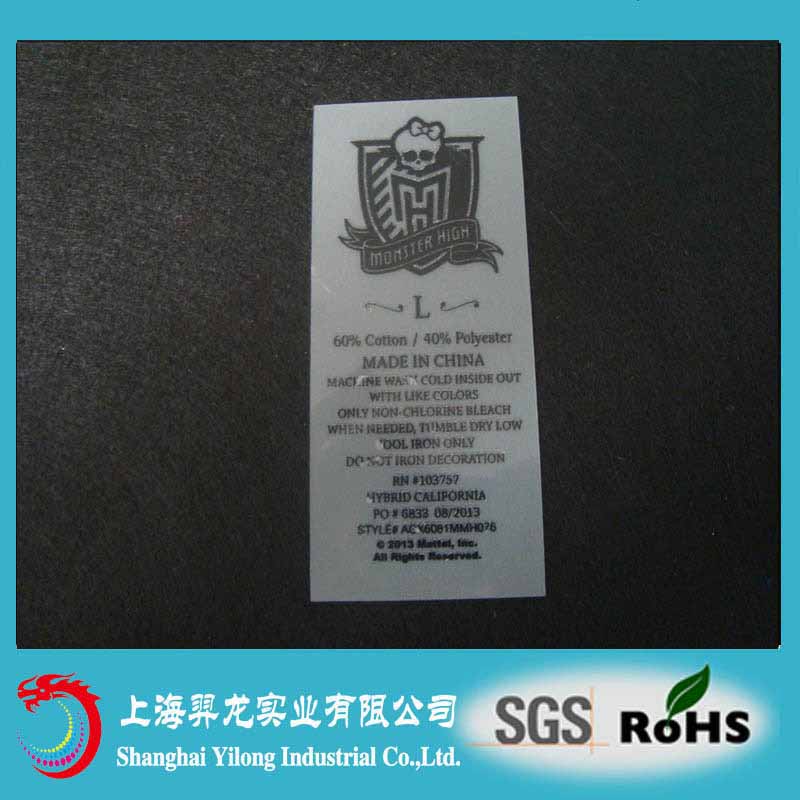 MH
MONSTER HIGH
L
60% Cotton / 40% Polyester
MADE IN CHINA
MACHINE WASH COLD INSIDE OUT
WITH LIKE COLORS
ONLY NON-CHLORINE BLEACH
WHEN NEEDED, TUMBLE DRY LOW
COOL IRON ONLY
DO NOT IRON DECORATION
RN #103757
HYBRID CALIFORNIA
PO # 6833 08/2013
© 2013 Mattel, Inc.
All Rights Reserved.
上海羿龙实业有限公司
Shanghai Yilong Industrial Co.,Ltd.
SGS
RoHS